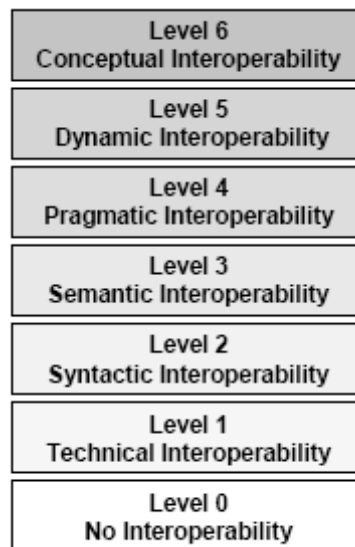 Level 6
Conceptual Interoperability
Level 5
Dynamic Interoperability
Level 4
Pragmatic Interoperability
Level 3
Semantic Interoperability
Level 2
Syntactic Interoperability
Level 1
Technical Interoperability
Level 0
No Interoperability